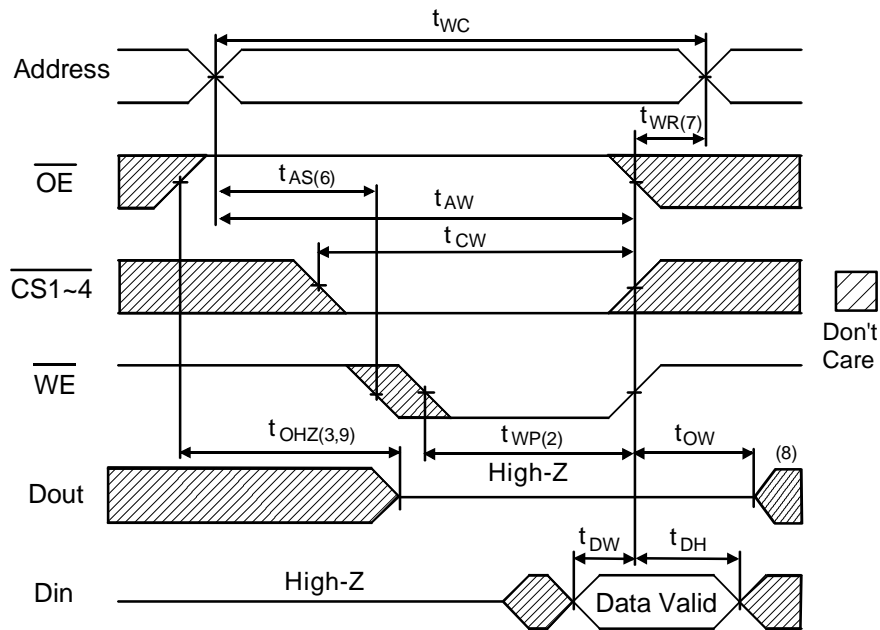 tWC
Address
tWR(7)
OE
tAS(6)
tAW
tCW
CS1~4
Don't
Care
WE
tOHZ(3,9)
tWP(2)
tOW
(8)
High-Z
Dout
tDW
tDH
High-Z
Din
Data Valid